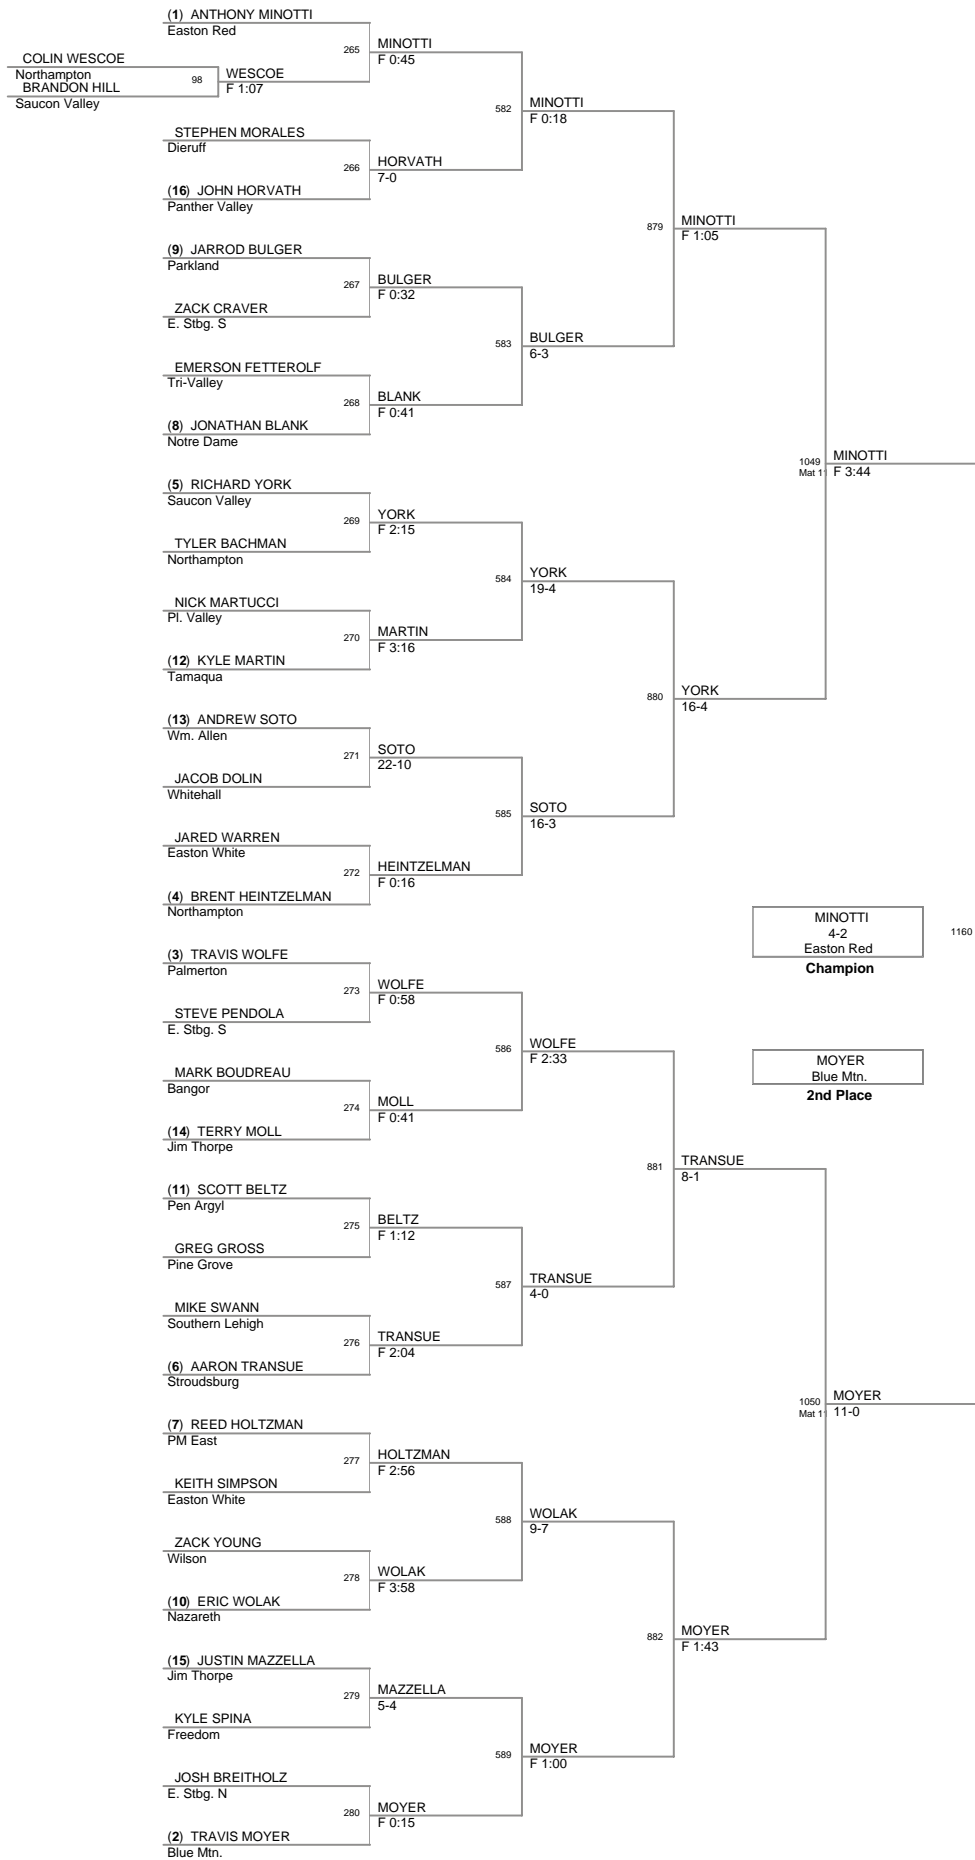 (1) ANTHONY MINOTTI
Easton Red
265
MINOTTI
F 0:45
COLIN WESCOE
Northampton
98
WESCOE
F 1:07
BRANDON HILL
Saucon Valley
582
MINOTTI
F 0:18
STEPHEN MORALES
Dieruff
266
HORVATH
7-0
(16) JOHN HORVATH
Panther Valley
879
MINOTTI
F 1:05
(9) JARROD BULGER
Parkland
267
BULGER
F 0:32
ZACK CRAVER
E. Stbg. S
583
BULGER
6-3
EMERSON FETTEROLF
Tri-Valley
268
BLANK
F 0:41
(8) JONATHAN BLANK
Notre Dame
1049
Mat 1
MINOTTI
F 3:44
(5) RICHARD YORK
Saucon Valley
269
YORK
F 2:15
TYLER BACHMAN
Northampton
584
YORK
19-4
NICK MARTUCCI
Pl. Valley
270
MARTIN
F 3:16
(12) KYLE MARTIN
Tamaqua
880
YORK
16-4
(13) ANDREW SOTO
Wm. Allen
271
SOTO
22-10
JACOB DOLIN
Whitehall
585
SOTO
16-3
JARED WARREN
Easton White
272
HEINTZELMAN
F 0:16
(4) BRENT HEINTZELMAN
Northampton
MINOTTI
4-2
Easton Red
Champion
1160
(3) TRAVIS WOLFE
Palmerton
273
WOLFE
F 0:58
STEVE PENDOLA
E. Stbg. S
586
WOLFE
F 2:33
MOYER
Blue Mtn.
2nd Place
MARK BOUDREAU
Bangor
274
MOLL
F 0:41
(14) TERRY MOLL
Jim Thorpe
881
TRANSUE
8-1
(11) SCOTT BELTZ
Pen Argyl
275
BELTZ
F 1:12
GREG GROSS
Pine Grove
587
TRANSUE
4-0
MIKE SWANN
Southern Lehigh
276
TRANSUE
F 2:04
(6) AARON TRANSUE
Stroudsburg
1050
Mat 1
MOYER
11-0
(7) REED HOLTZMAN
PM East
277
HOLTZMAN
F 2:56
KEITH SIMPSON
Easton White
588
WOLAK
9-7
ZACK YOUNG
Wilson
278
WOLAK
F 3:58
(10) ERIC WOLAK
Nazareth
882
MOYER
F 1:43
(15) JUSTIN MAZZELLA
Jim Thorpe
279
MAZZELLA
5-4
KYLE SPINA
Freedom
589
MOYER
F 1:00
JOSH BREITHOLZ
E. Stbg. N
280
MOYER
F 0:15
(2) TRAVIS MOYER
Blue Mtn.